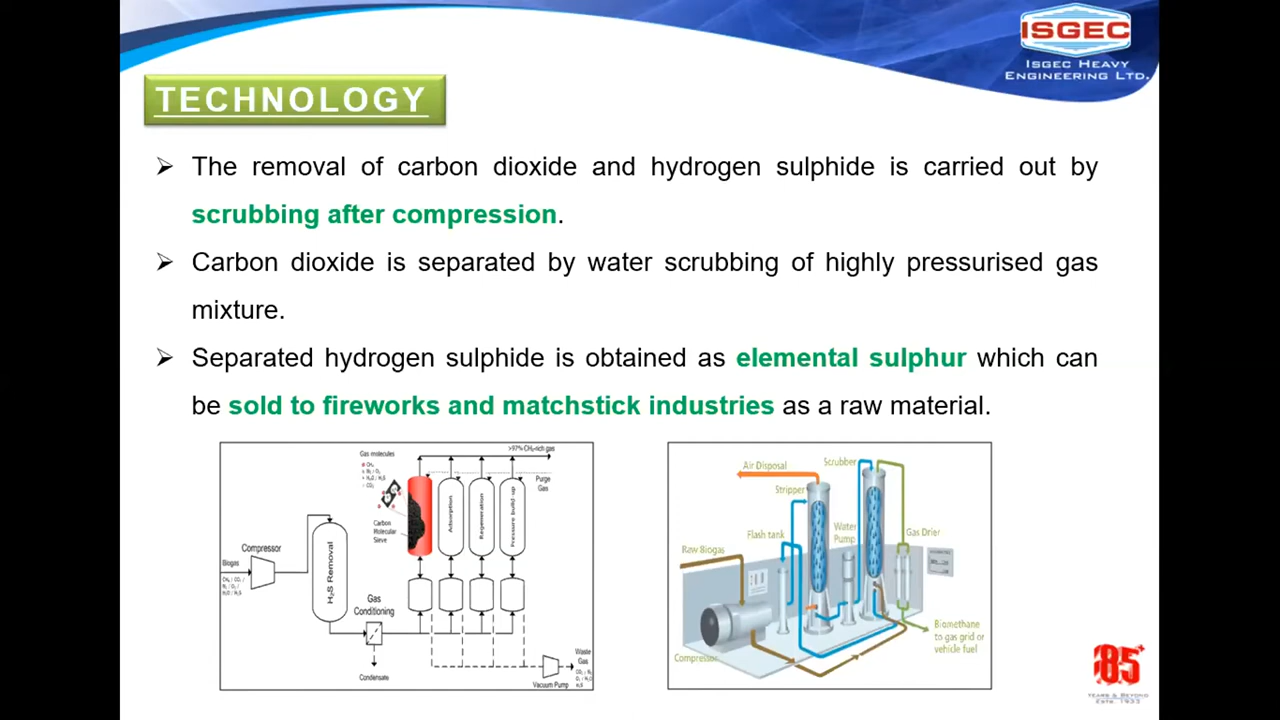 ISGEC
ISGEC HEAVY
ENGINEERING LTD.
TECHNOLOGY
➢ The removal of carbon dioxide and hydrogen sulphide is carried out by
scrubbing after compression.
➢ Carbon dioxide is separated by water scrubbing of highly pressurised gas
mixture.
➢ Separated hydrogen sulphide is obtained as elemental sulphur which can
be sold to fireworks and matchstick industries as a raw material.
Gas molecules
Carbon
Molecular
Sieve
>97% CH₄-rich gas
Purge
Gas
Adsorption
Regeneration
Pressure build-up
Compressor
Biogas
H₂S Removal
Gas
Conditioning
Condensate
Vacuum Pump
Waste
Gas
Air Disposal
Scrubber
Stripper
Flash tank
Water
Pump
Gas Drier
Raw Biogas
Compressor
Biomethane
to gas grid or
vehicle fuel
85+
YEARS & BEYOND
ESTB. 1933